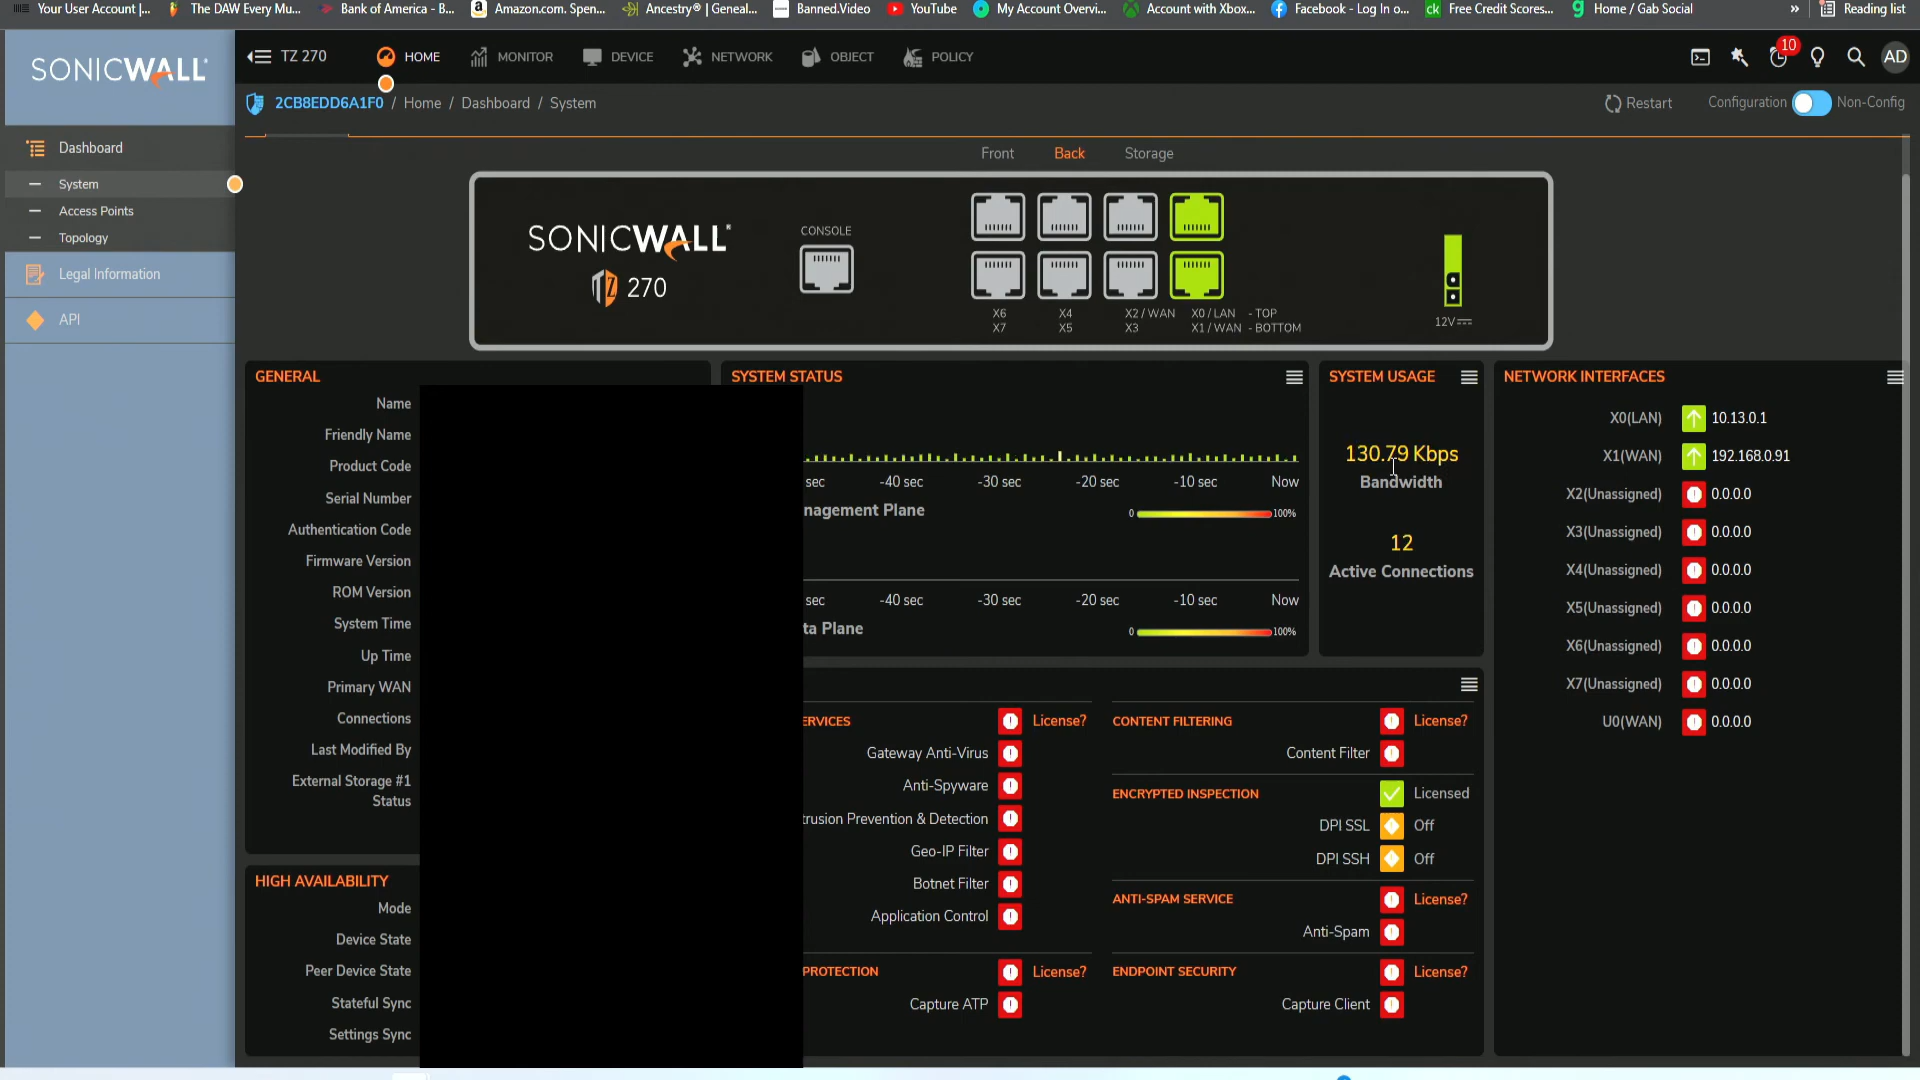 Your User Account |...
The DAW Every Mu...
Bank of America - B...
Amazon.com. Spen...
Ancestry® | Geneal...
Banned.Video
YouTube
My Account Overvi...
Account with Xbox...
Facebook - Log In o...
Free Credit Scores...
Home / Gab Social
»
Reading list
SONICWALL
TZ 270
HOME
MONITOR
DEVICE
NETWORK
OBJECT
POLICY
10
AD
2CB8EDD6A1F0 / Home / Dashboard / System
Restart
Configuration
Non-Config
Dashboard
System
Access Points
Topology
Legal Information
API
Front
Back
Storage
SONICWALL
TZ 270
CONSOLE
X6 X4 X2 / WAN X0 / LAN - TOP
X7 X5 X3 X1 / WAN - BOTTOM
12V
GENERAL
Name
Friendly Name
Product Code
Serial Number
Authentication Code
Firmware Version
ROM Version
System Time
Up Time
Primary WAN
Connections
Last Modified By
External Storage #1
Status
HIGH AVAILABILITY
Mode
Device State
Peer Device State
Stateful Sync
Settings Sync
SYSTEM STATUS
sec -40 sec -30 sec -20 sec -10 sec Now
nagement Plane
0 100%
sec -40 sec -30 sec -20 sec -10 sec Now
ta Plane
0 100%
SYSTEM USAGE
130.79 Kbps
Bandwidth
12
Active Connections
ERVICES License?
Gateway Anti-Virus
Anti-Spyware
trusion Prevention & Detection
Geo-IP Filter
Botnet Filter
Application Control
PROTECTION License?
Capture ATP
CONTENT FILTERING License?
Content Filter
ENCRYPTED INSPECTION Licensed
DPI SSL Off
DPI SSH Off
ANTI-SPAM SERVICE License?
Anti-Spam
ENDPOINT SECURITY License?
Capture Client
NETWORK INTERFACES
X0(LAN) 10.13.0.1
X1(WAN) 192.168.0.91
X2(Unassigned) 0.0.0.0
X3(Unassigned) 0.0.0.0
X4(Unassigned) 0.0.0.0
X5(Unassigned) 0.0.0.0
X6(Unassigned) 0.0.0.0
X7(Unassigned) 0.0.0.0
U0(WAN) 0.0.0.0